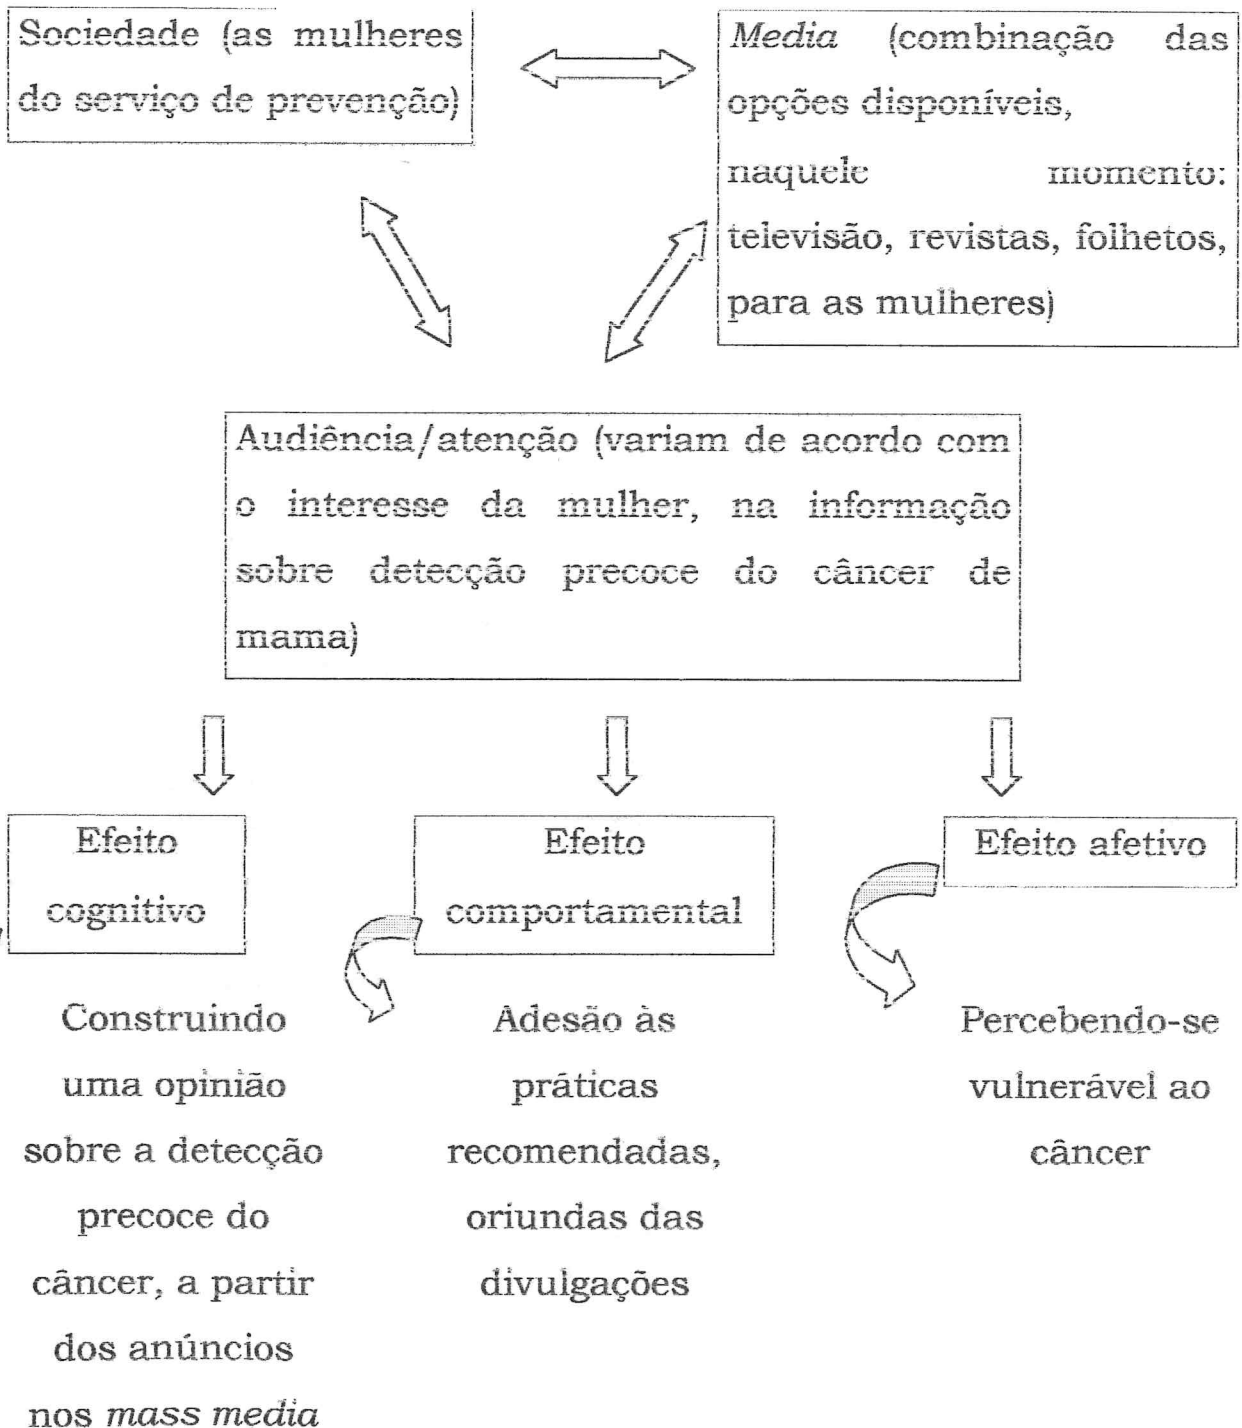 Sociedade (as mulheres
do serviço de prevenção)
Media (combinação das
opções disponíveis,
naquele momento:
televisão, revistas, folhetos,
para as mulheres)
Audiência/atenção (variam de acordo com
o interesse da mulher, na informação
sobre detecção precoce do câncer de
mama)
Efeito
cognitivo
Efeito
comportamental
Efeito afetivo
Construindo
uma opinião
sobre a detecção
precoce do
câncer, a partir
dos anúncios
nos mass media
Adesão às
práticas
recomendadas,
oriundas das
divulgações
Percebendo-se
vulnerável ao
câncer